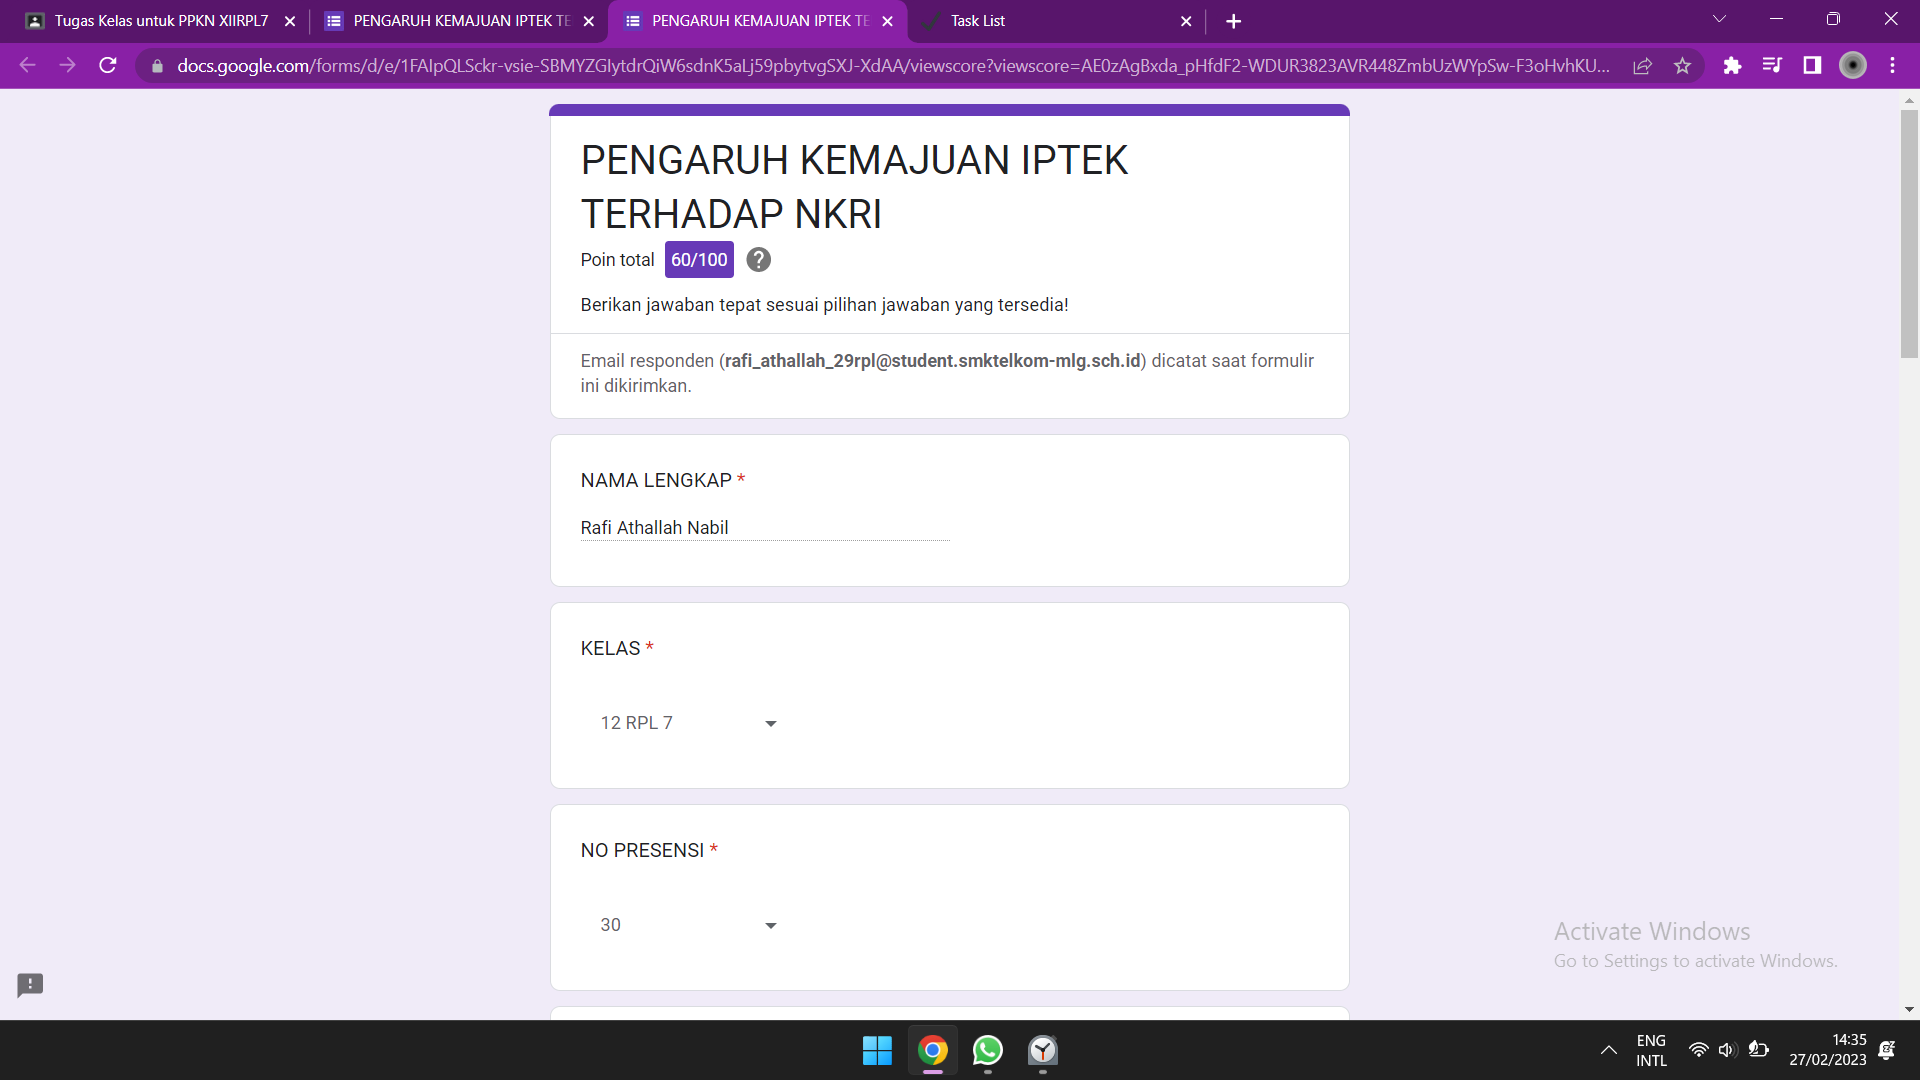 Tugas Kelas untuk PPKN XIIRPL7
PENGARUH KEMAJUAN IPTEK TE
PENGARUH KEMAJUAN IPTEK TE
Task List
docs.google.com/forms/d/e/1FAIpQLSckr-vsie-SBMYZGIytdrQiW6sdnK5aLj59pbytvgSXJ-XdAA/viewscore?viewscore=AE0zAgBxda_pHfdF2-WDUR3823AVR448ZmbUzWYpSw-F3oHvhKU...
PENGARUH KEMAJUAN IPTEK
TERHADAP NKRI
Poin total 60/100 ?
Berikan jawaban tepat sesuai pilihan jawaban yang tersedia!
Email responden (rafi_athallah_29rpl@student.smktelkom-mlg.sch.id) dicatat saat formulir
ini dikirimkan.
NAMA LENGKAP *
Rafi Athallah Nabil
KELAS *
12 RPL 7
NO PRESENSI *
30
Activate Windows
Go to Settings to activate Windows.
ENG
INTL
14:35
27/02/2023